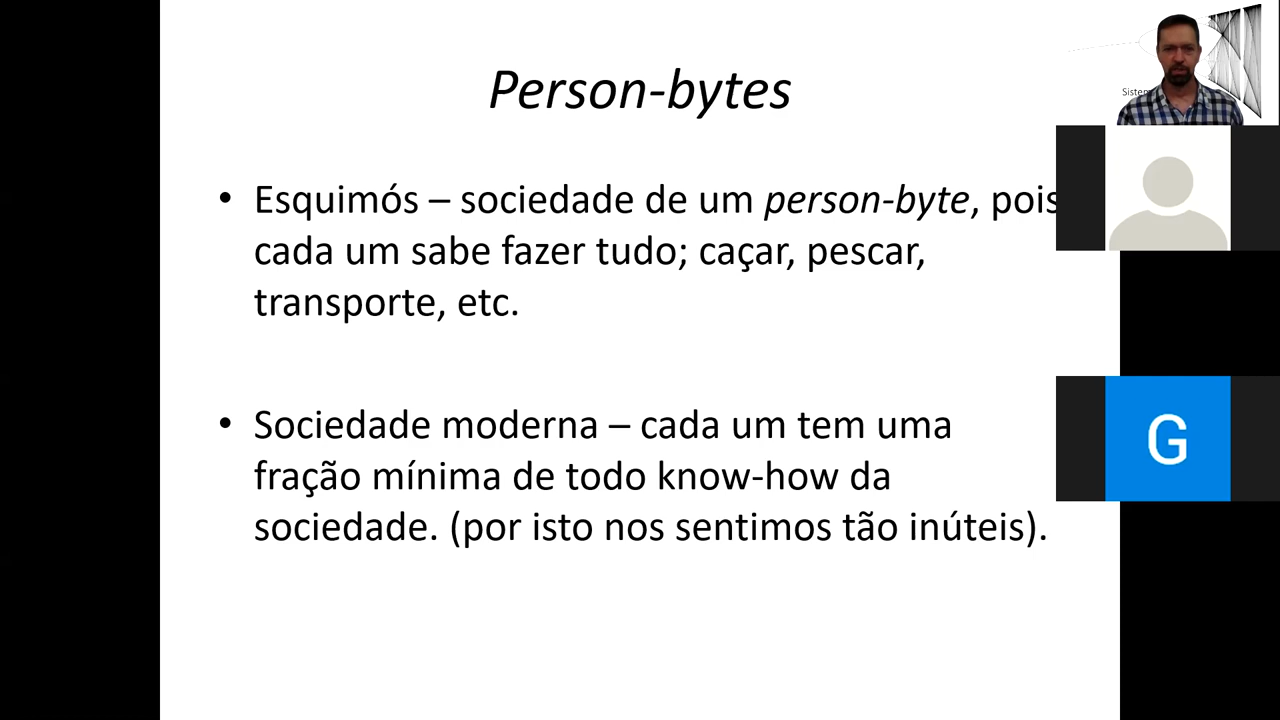 Person-bytes
• Esquimós – sociedade de um person-byte, pois
cada um sabe fazer tudo; caçar, pescar,
transporte, etc.
• Sociedade moderna – cada um tem uma
fração mínima de todo know-how da
sociedade. (por isto nos sentimos tão inúteis).
Sistem
G